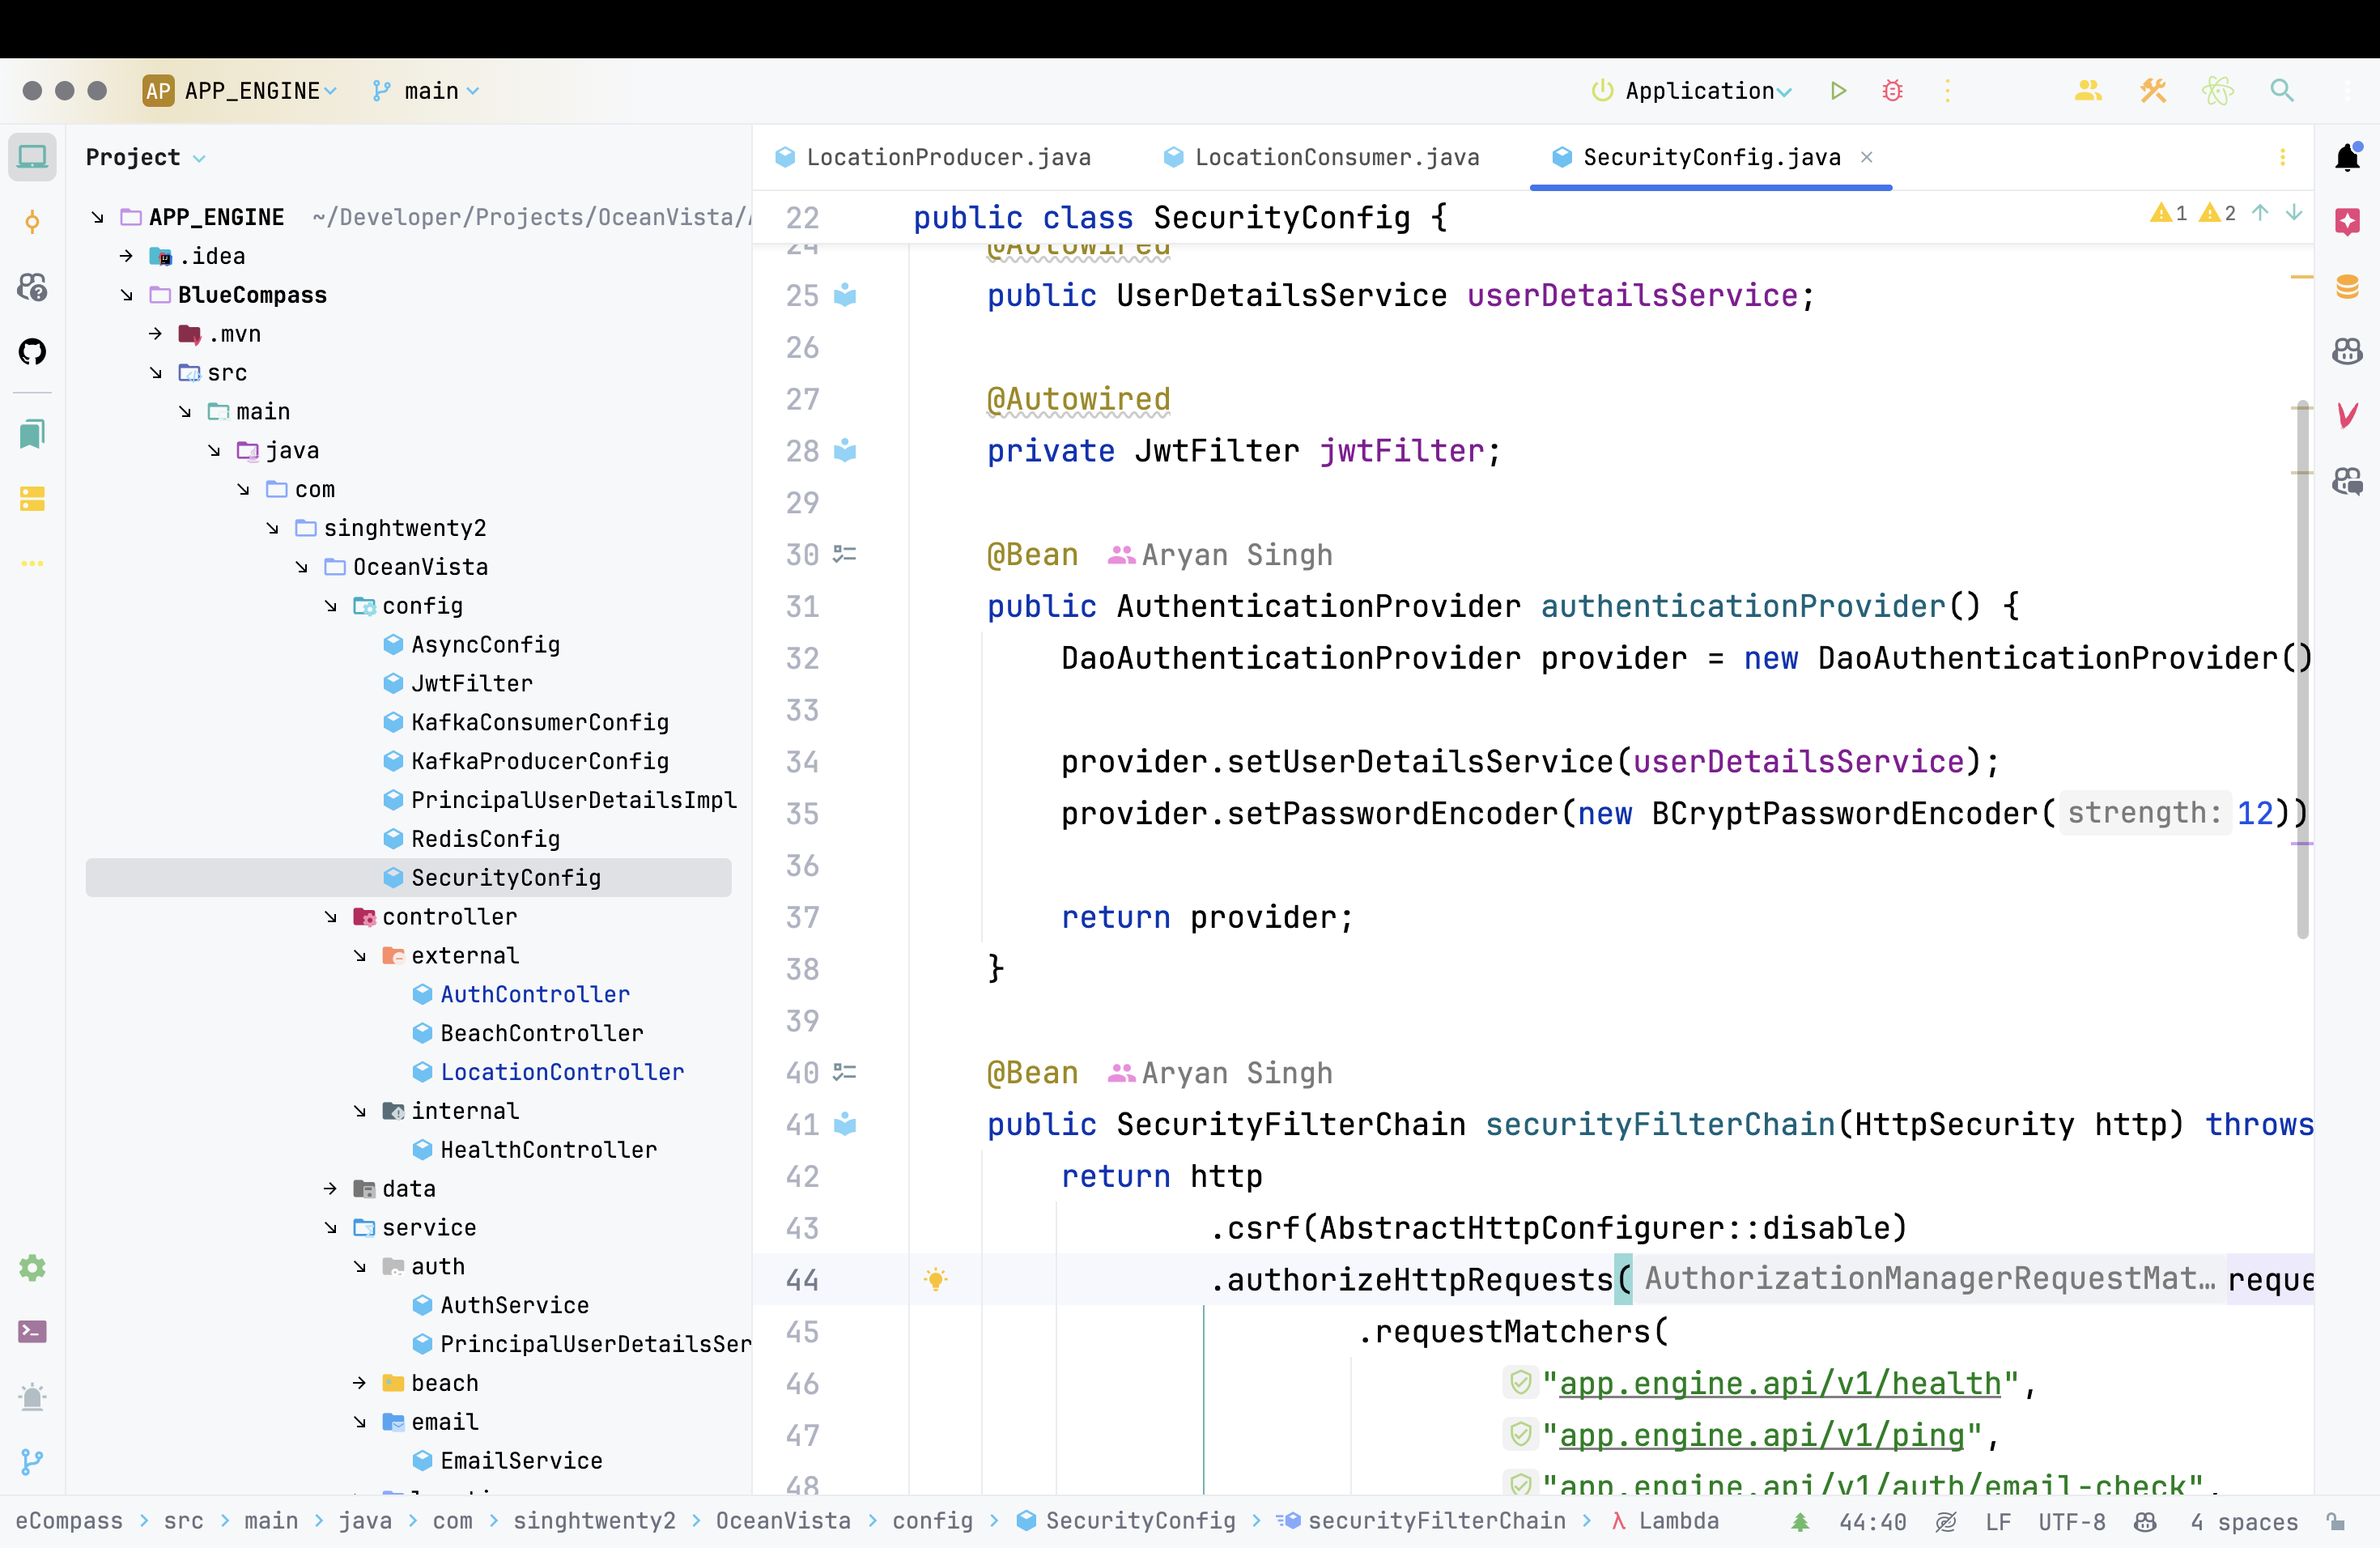 AP APP_ENGINE main Application
Project
APP_ENGINE ~/Developer/Projects/OceanVista/
.idea
BlueCompass
.mvn
src
main
java
com
singhtwenty2
OceanVista
config
AsyncConfig
JwtFilter
KafkaConsumerConfig
KafkaProducerConfig
PrincipalUserDetailsImpl
RedisConfig
SecurityConfig
controller
external
AuthController
BeachController
LocationController
internal
HealthController
data
service
auth
AuthService
PrincipalUserDetailsSer
beach
email
EmailService
LocationProducer.java LocationConsumer.java SecurityConfig.java
1 2
22 public class SecurityConfig {
24 @Autowired
25 public UserDetailsService userDetailsService;
26
27 @Autowired
28 private JwtFilter jwtFilter;
29
30 @Bean Aryan Singh
31 public AuthenticationProvider authenticationProvider() {
32 DaoAuthenticationProvider provider = new DaoAuthenticationProvider()
33
34 provider.setUserDetailsService(userDetailsService);
35 provider.setPasswordEncoder(new BCryptPasswordEncoder( strength: 12))
36
37 return provider;
38 }
39
40 @Bean Aryan Singh
41 public SecurityFilterChain securityFilterChain(HttpSecurity http) throws
42 return http
43 .csrf(AbstractHttpConfigurer::disable)
44 .authorizeHttpRequests( AuthorizationManagerRequestMat… reque
45 .requestMatchers(
46 "app.engine.api/v1/health",
47 "app.engine.api/v1/ping",
48 "app.engine.api/v1/auth/email-check",
eCompass > src > main > java > com > singhtwenty2 > OceanVista > config > SecurityConfig > securityFilterChain > λ Lambda 44:40 LF UTF-8 4 spaces